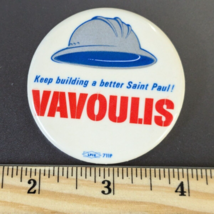 Keep building a better Saint Paul!
VAVOULIS
2 3 4